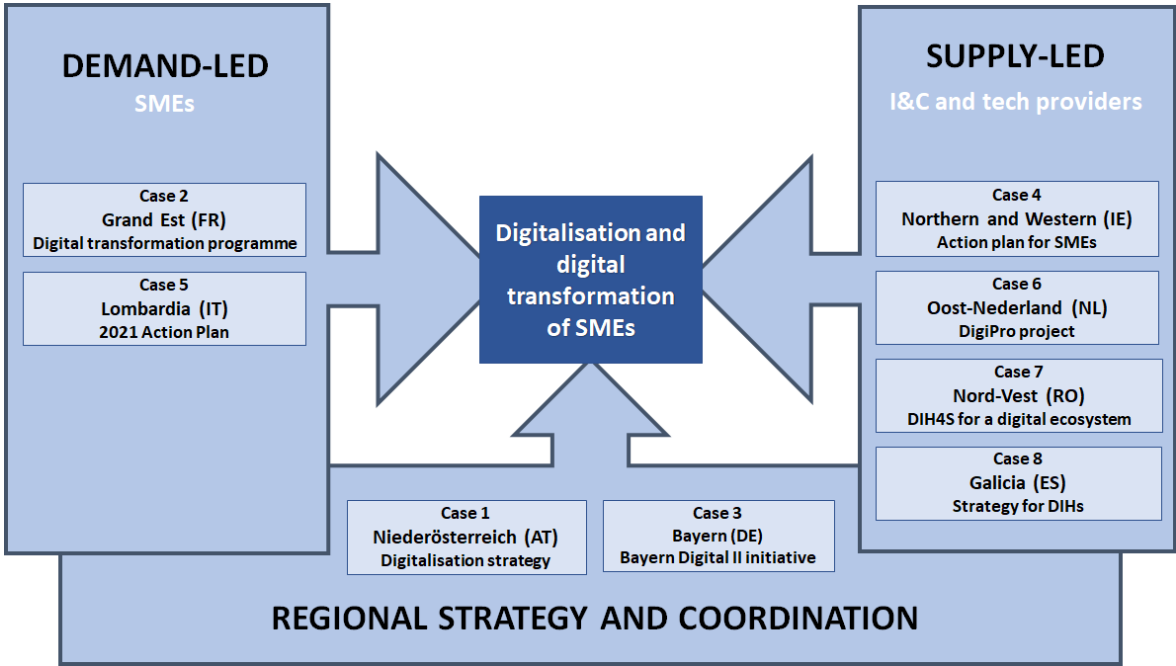 DEMAND-LED
SMEs
Case 2
Grand Est (FR)
Digital transformation programme
Case 5
Lombardia (IT)
2021 Action Plan
Digitalisation and
digital
transformation
of SMEs
SUPPLY-LED
I&C and tech providers
Case 4
Northern and Western (IE)
Action plan for SMEs
Case 6
Oost-Nederland (NL)
DigiPro project
Case 7
Nord-Vest (RO)
DIH4S for a digital ecosystem
Case 8
Galicia (ES)
Strategy for DIHs
Case 1
Niederösterreich (AT)
Digitalisation strategy
Case 3
Bayern (DE)
Bayern Digital II initiative
REGIONAL STRATEGY AND COORDINATION